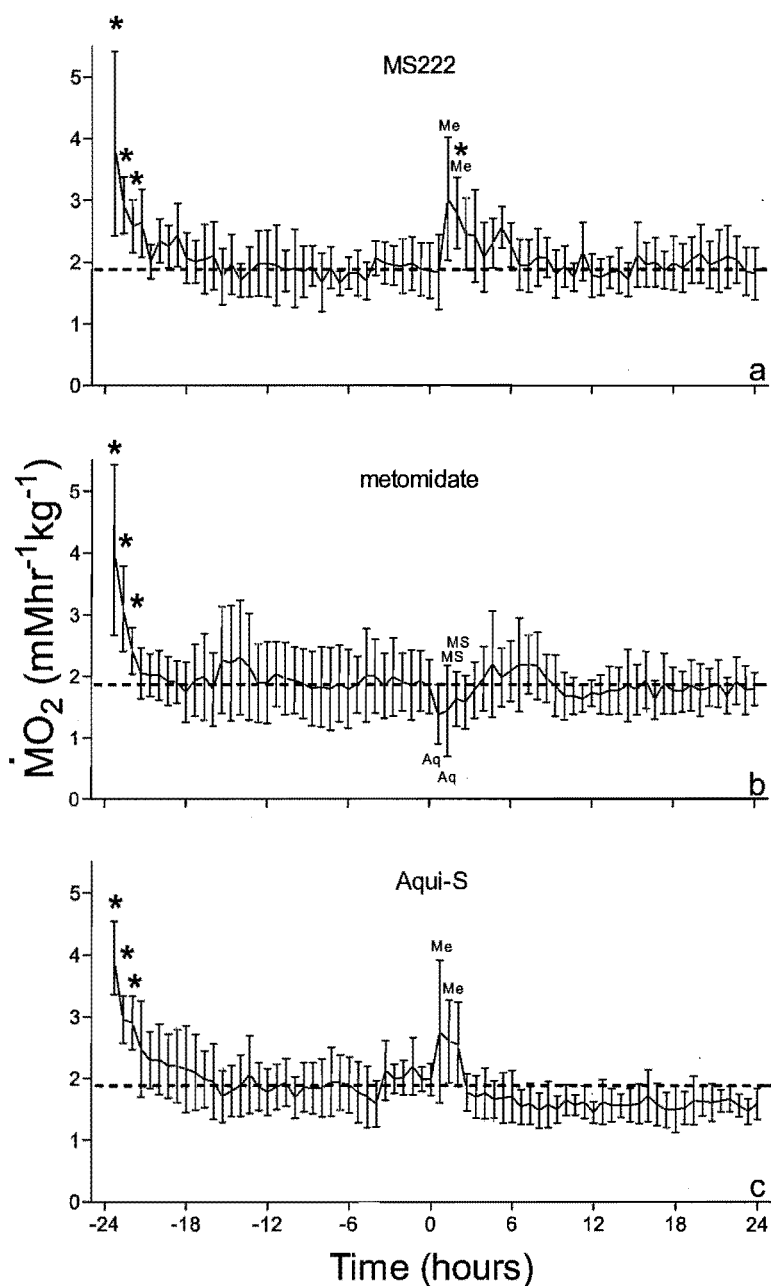 *
MS222
5
*
*
Me
*
Me
4
3
2
1
0
a
*
metomidate
5
*
*
4
3
2
MS
MS
1
Aq
Aq
0
b
ṀO2 (mMhr-1kg-1)
*
Aqui-S
5
*
*
Me
Me
4
3
2
1
0
c
-24 -18 -12 -6 0 6 12 18 24
Time (hours)